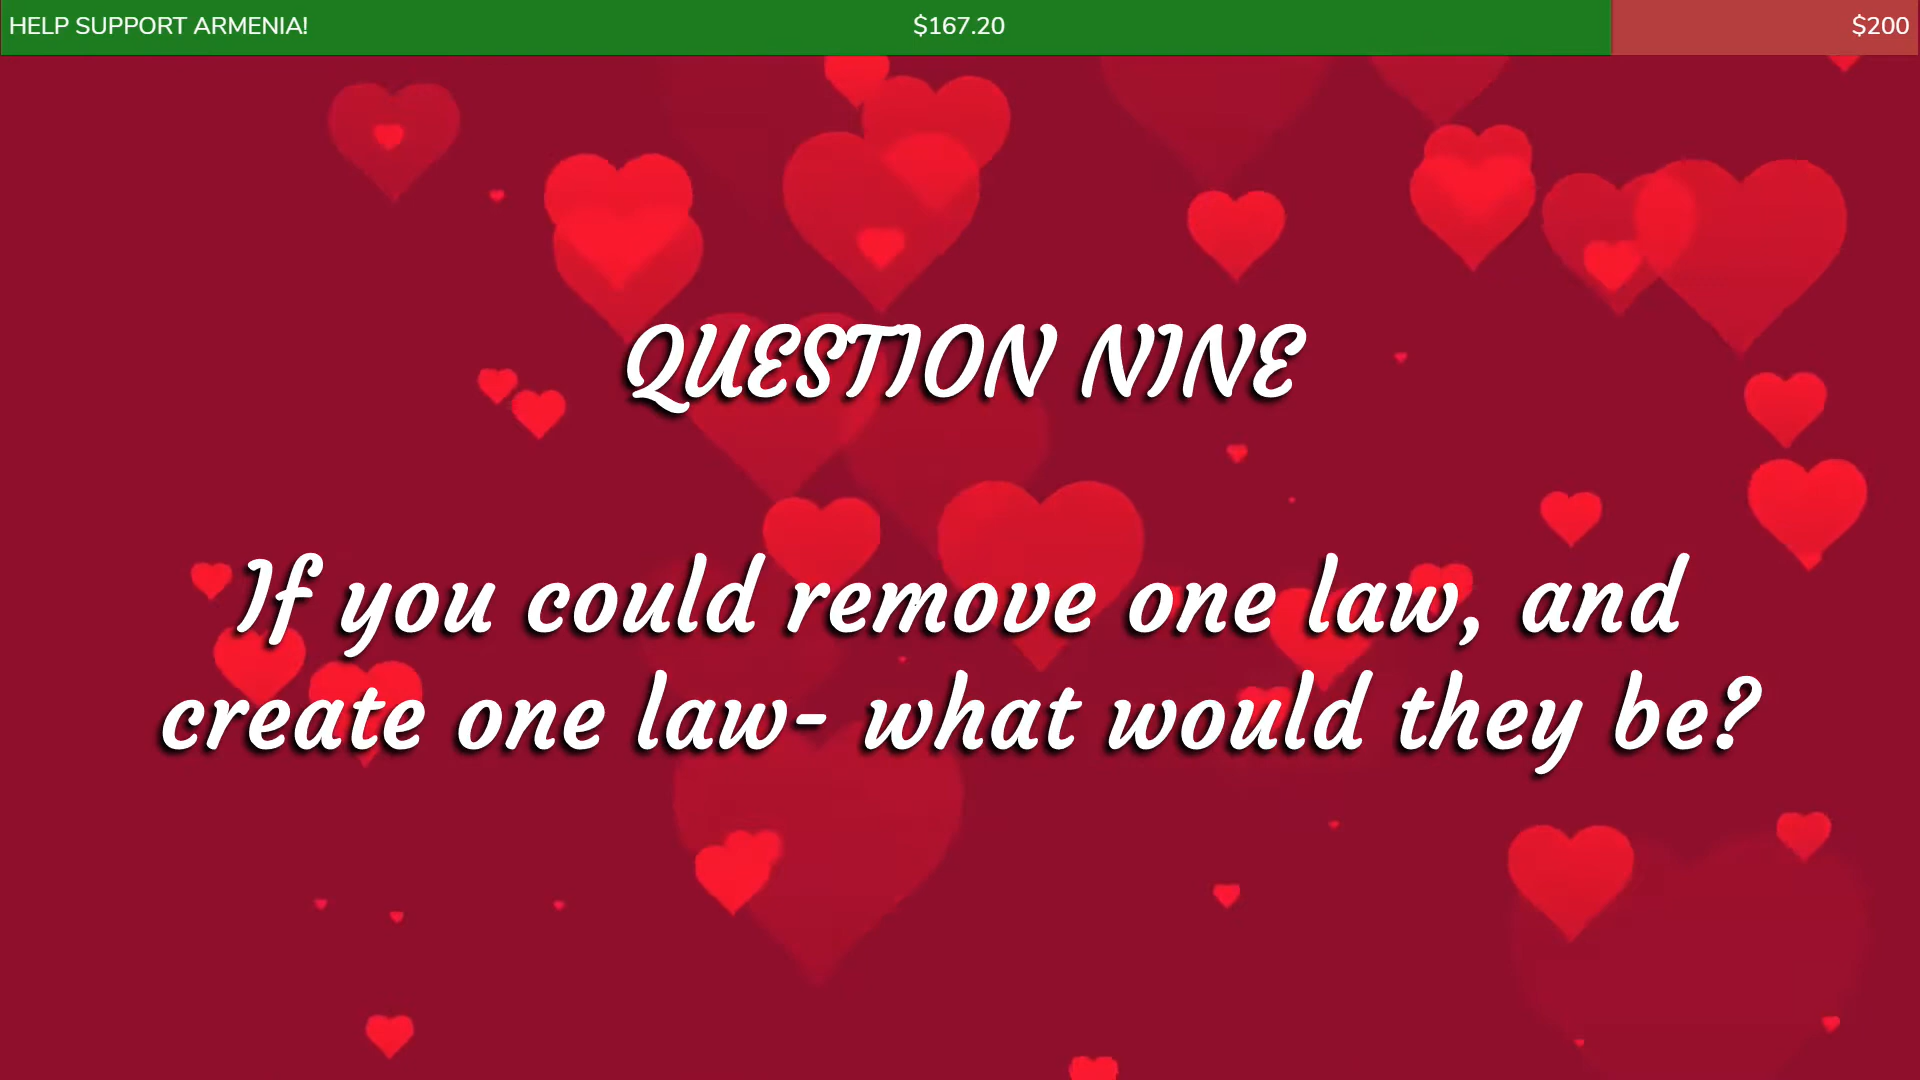 HELP SUPPORT ARMENIA! $167.20 $200
QUESTION NINE
If you could remove one law, and
create one law- what would they be?